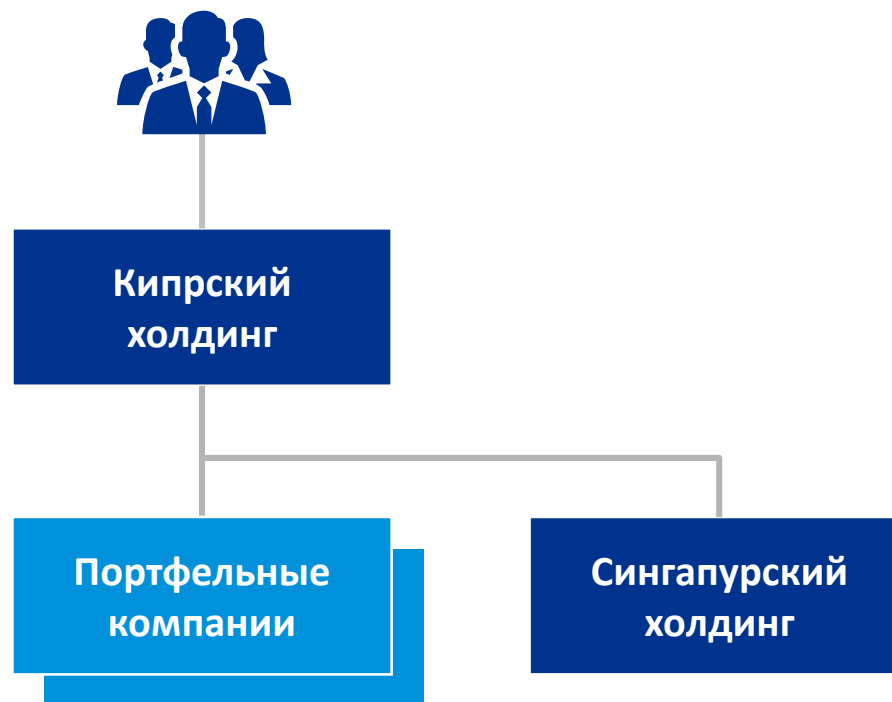 Кипрский
холдинг
Портфельные
компании
Сингапурский
холдинг